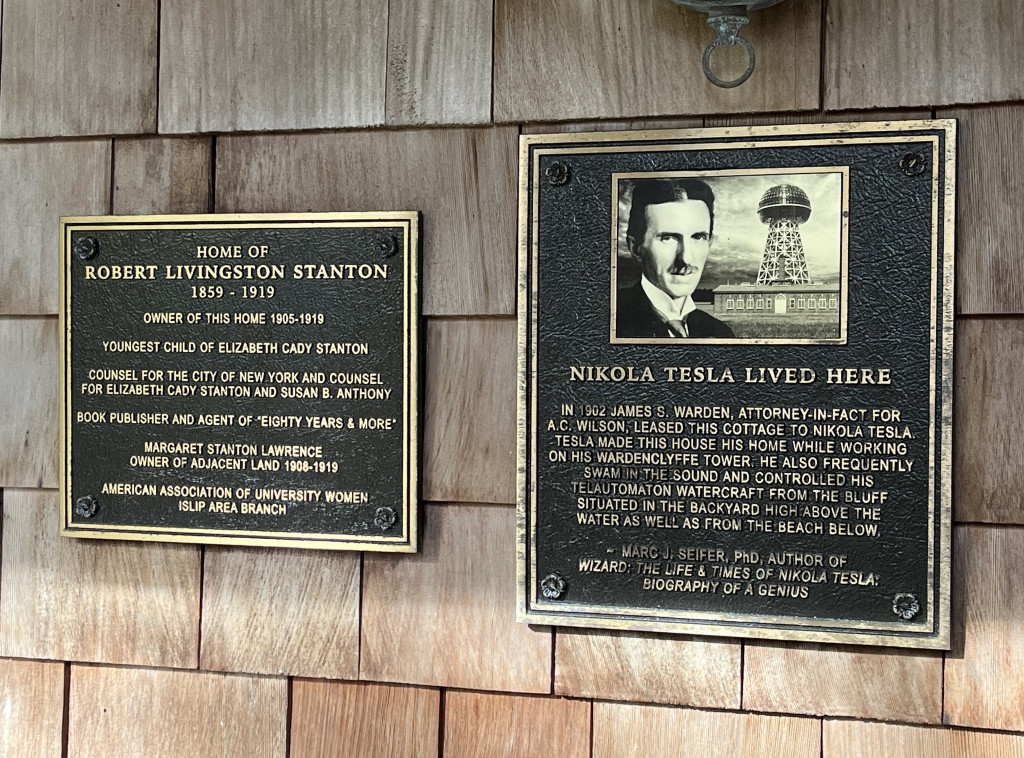 HOME OF
ROBERT LIVINGSTON STANTON
1859 - 1919
OWNER OF THIS HOME 1905-1919
YOUNGEST CHILD OF ELIZABETH CADY STANTON
COUNSEL FOR THE CITY OF NEW YORK AND COUNSEL
FOR ELIZABETH CADY STANTON AND SUSAN B. ANTHONY
BOOK PUBLISHER AND AGENT OF "EIGHTY YEARS & MORE"
MARGARET STANTON LAWRENCE
OWNER OF ADJACENT LAND 1908-1919
AMERICAN ASSOCIATION OF UNIVERSITY WOMEN
ISLIP AREA BRANCH
NIKOLA TESLA LIVED HERE
IN 1902 JAMES S. WARDEN, ATTORNEY-IN-FACT FOR
A.C. WILSON, LEASED THIS COTTAGE TO NIKOLA TESLA.
TESLA MADE THIS HOUSE HIS HOME WHILE WORKING
ON HIS WARDENCLYFFE TOWER. HE ALSO FREQUENTLY
SWAM IN THE SOUND AND CONTROLLED HIS
TELAUTOMATON WATERCRAFT FROM THE BLUFF
SITUATED IN THE BACKYARD HIGH ABOVE THE
WATER AS WELL AS FROM THE BEACH BELOW.
~ MARC J. SEIFER, PhD, AUTHOR OF
WIZARD: THE LIFE & TIMES OF NIKOLA TESLA:
BIOGRAPHY OF A GENIUS